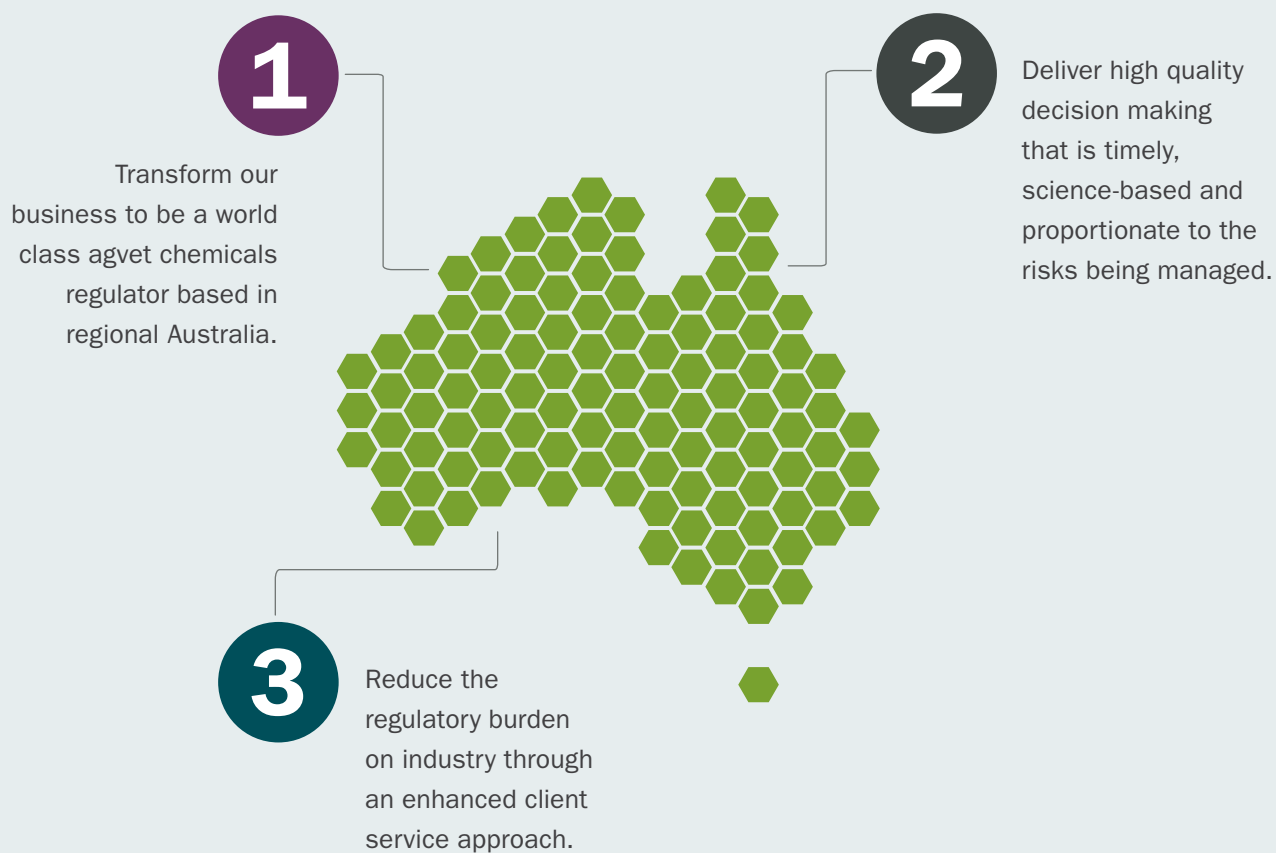 1
Transform our
business to be a world
class agvet chemicals
regulator based in
regional Australia.
2
Deliver high quality
decision making
that is timely,
science-based and
proportionate to the
risks being managed.
3
Reduce the
regulatory burden
on industry through
an enhanced client
service approach.